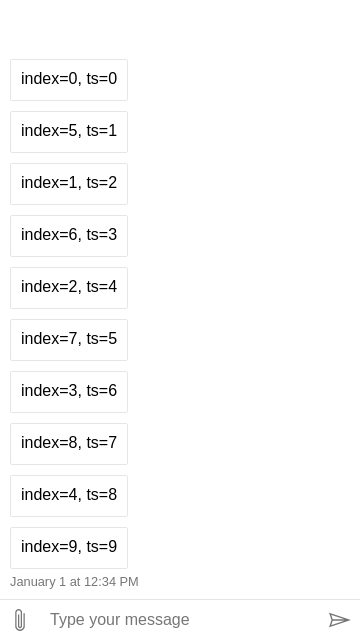 index=0, ts=0
index=5, ts=1
index=1, ts=2
index=6, ts=3
index=2, ts=4
index=7, ts=5
index=3, ts=6
index=8, ts=7
index=4, ts=8
index=9, ts=9
January 1 at 12:34 PM
Type your message